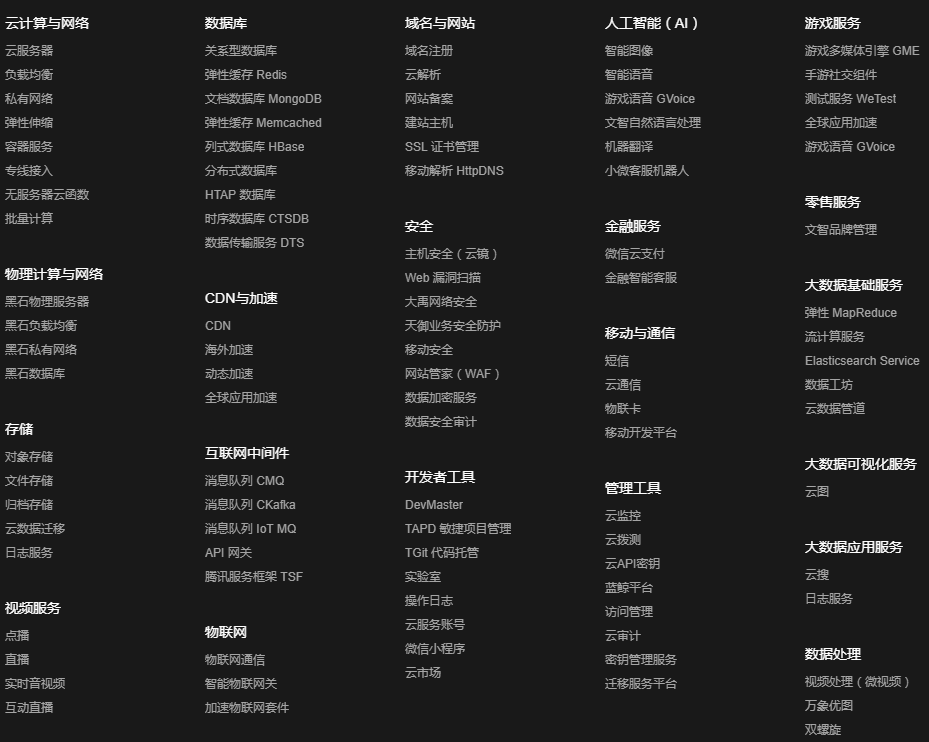 云计算与网络
云服务器
负载均衡
私有网络
弹性伸缩
容器服务
专线接入
无服务器云函数
批量计算
物理计算与网络
黑石物理服务器
黑石负载均衡
黑石私有网络
黑石数据库
存储
对象存储
文件存储
归档存储
云数据迁移
日志服务
视频服务
点播
直播
实时音视频
互动直播
数据库
关系型数据库
弹性缓存 Redis
文档数据库 MongoDB
弹性缓存 Memcached
列式数据库 HBase
分布式数据库
HTAP 数据库
时序数据库 CTSDB
数据传输服务 DTS
CDN与加速
CDN
海外加速
动态加速
全球应用加速
互联网中间件
消息队列 CMQ
消息队列 CKafka
消息队列 IoT MQ
API 网关
腾讯服务框架 TSF
物联网
物联网通信
智能物联网关
加速物联网套件
域名与网站
域名注册
云解析
网站备案
建站主机
SSL 证书管理
移动解析 HttpDNS
安全
主机安全（云镜）
Web 漏洞扫描
大禹网络安全
天御业务安全防护
移动安全
网站管家（WAF）
数据加密服务
数据安全审计
开发者工具
DevMaster
TAPD 敏捷项目管理
TGit 代码托管
实验室
操作日志
云服务账号
微信小程序
云市场
人工智能（AI）
智能图像
智能语音
游戏语音 GVoice
文智自然语言处理
机器翻译
小微客服机器人
金融服务
微信云支付
金融智能客服
移动与通信
短信
云通信
物联卡
移动开发平台
管理工具
云监控
云拨测
云API密钥
蓝鲸平台
访问管理
云审计
密钥管理服务
迁移服务平台
游戏服务
游戏多媒体引擎 GME
手游社交组件
测试服务 WeTest
全球应用加速
游戏语音 GVoice
零售服务
文智品牌管理
大数据基础服务
弹性 MapReduce
流计算服务
Elasticsearch Service
数据工坊
云数据管道
大数据可视化服务
云图
大数据应用服务
云搜
日志服务
数据处理
视频处理（微视频）
万象优图
双螺旋